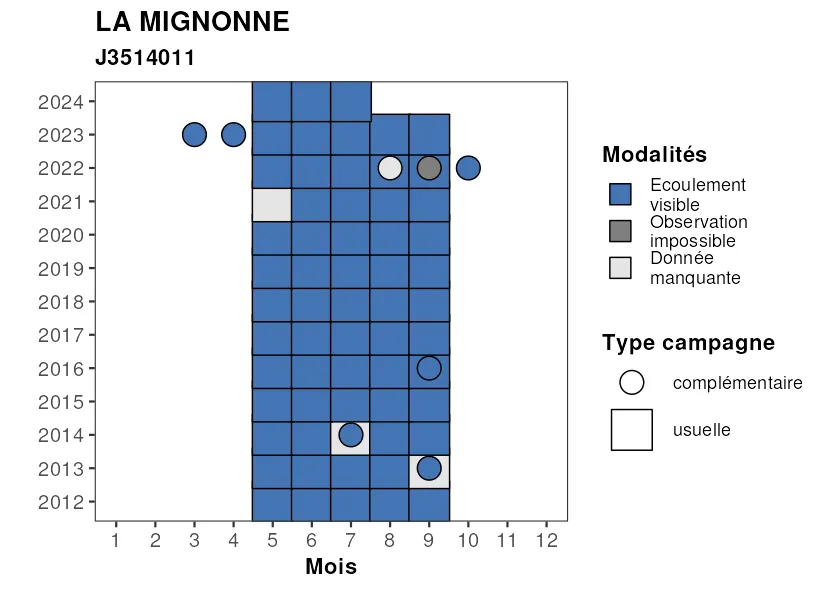 LA MIGNONNE
J3514011
2024
2023
2022
2021
2020
2019
2018
2017
2016
2015
2014
2013
2012
1 2 3 4 5 6 7 8 9 10 11 12
Mois
Modalités
Ecoulement
visible
Observation
impossible
Donnée
manquante
Type campagne
complémentaire
usuelle